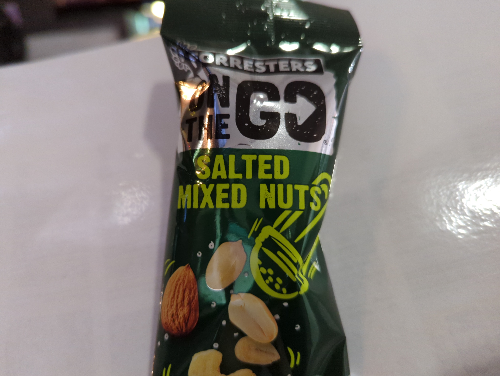 FORRESTERS
ON
THE
GO
SALTED
MIXED NUTS